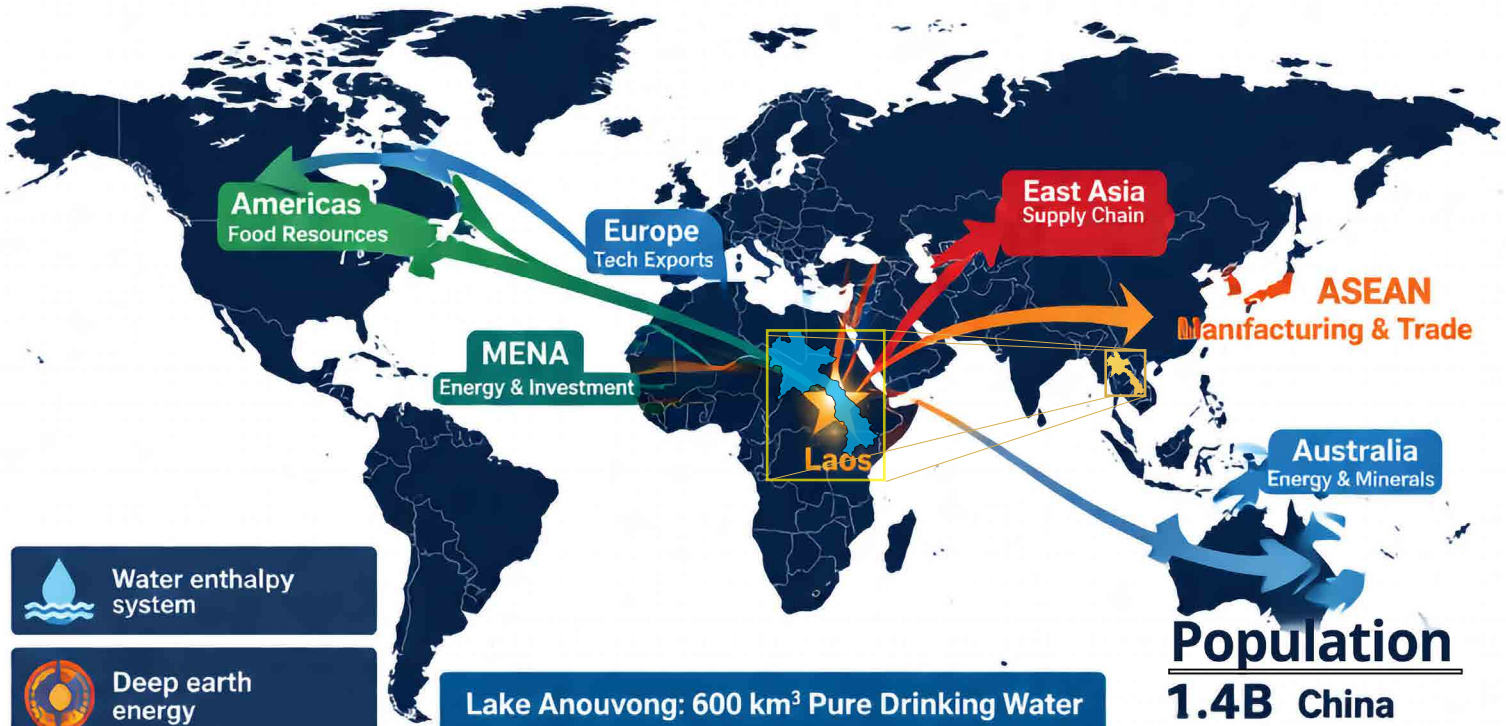 Americas
Food Resources
Europe
Tech Exports
East Asia
Supply Chain
ASEAN
Manifacturing & Trade
MENA
Energy & Investment
Laos
Australia
Energy & Minerals
Water enthalpy
system
Deep earth
energy
Lake Anouvong: 600 km³ Pure Drinking Water
Population
1.4B China